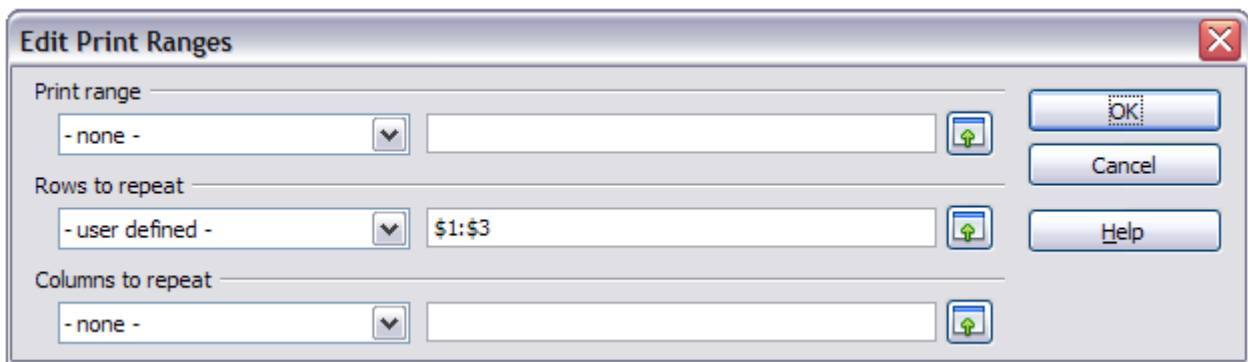 Edit Print Ranges
Print range
- none -
OK
Cancel
Rows to repeat
- user defined -
$1:$3
Help
Columns to repeat
- none -